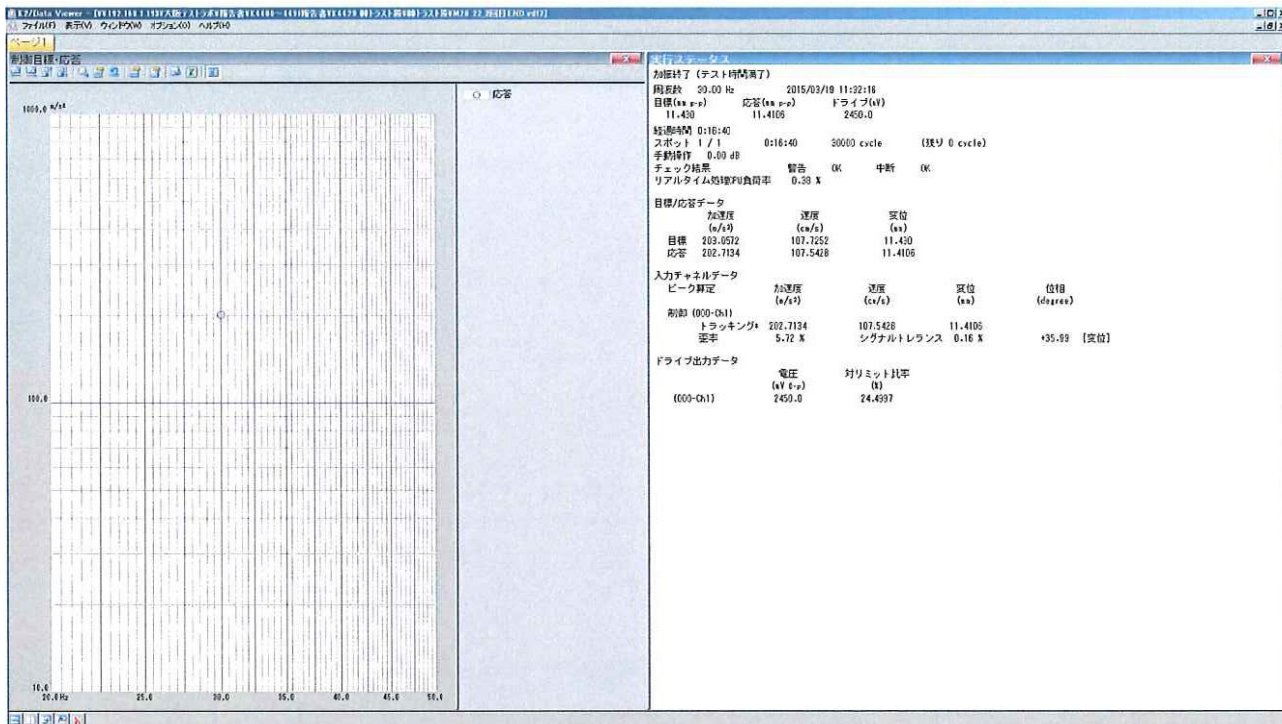 K2/Data Viewer
ファイル(F) 表示(V) ウィンドウ(W) オプション(O) ヘルプ(H)
ページ1
制御目標・応答
1000.0 m/s²
100.0
10.0
20.0 Hz 25.0 30.0 35.0 40.0 45.0 50.0
応答
実行ステータス
加振終了 (テスト時間満了)
周波数 30.00 Hz 2015/03/19 11:32:16
目標(mm p-p) 応答(mm p-p) ドライブ(mV)
11.430 11.4106 2450.0
経過時間 0:16:40
スポット 1 / 1 0:16:40 30000 cycle (残り 0 cycle)
手動操作 0.00 dB
チェック結果 警告 OK 中断 OK
リアルタイム処理CPU負荷率 0.38 %
目標/応答データ
加速度 速度 変位
(m/s²) (cm/s) (mm)
目標 203.0572 107.7252 11.430
応答 202.7134 107.5428 11.4106
入力チャネルデータ
ピーク算定 加速度 速度 変位 位相
(m/s²) (cm/s) (mm) (degree)
制御 (000-Ch1)
トラッキング* 202.7134 107.5428 11.4106
歪率 5.72 % シグナルトレランス 0.16 % +35.99 [変位]
ドライブ出力データ
電圧 対リミット比率
(mV 0-p) (%)
(000-Ch1) 2450.0 24.4997